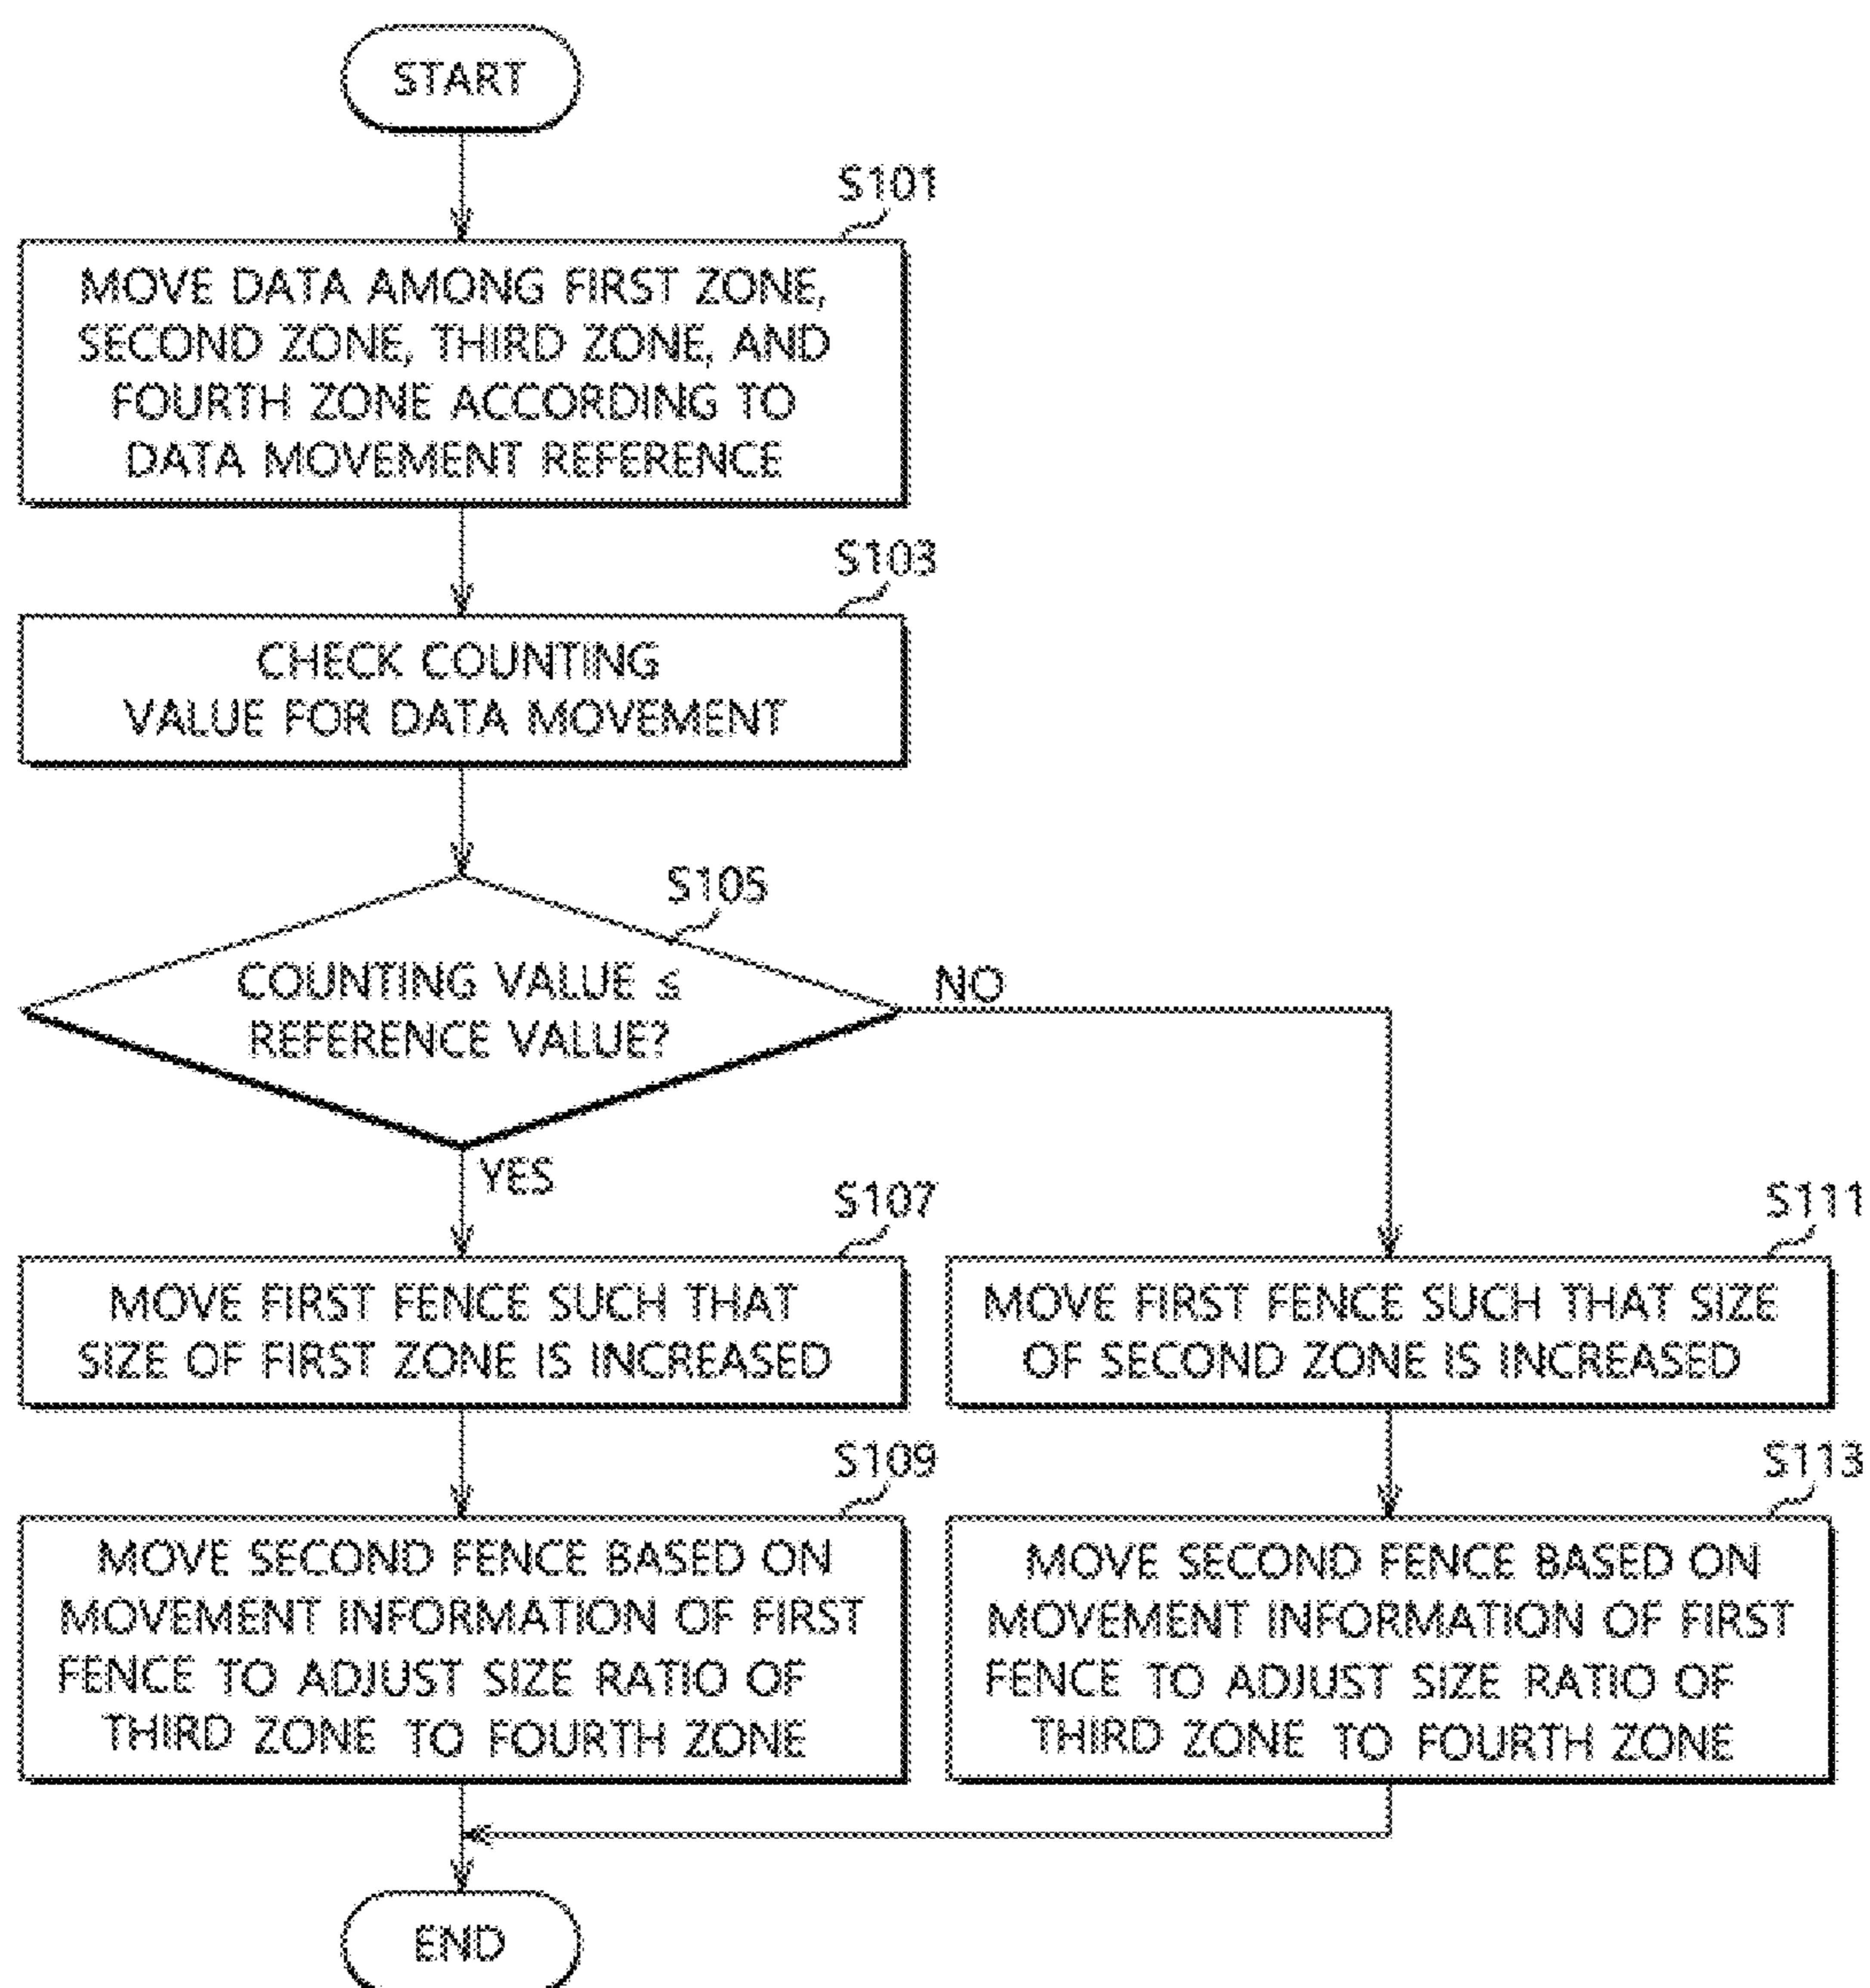 START
S101
MOVE DATA AMONG FIRST ZONE,
SECOND ZONE, THIRD ZONE, AND
FOURTH ZONE ACCORDING TO
DATA MOVEMENT REFERENCE
S103
CHECK COUNTING
VALUE FOR DATA MOVEMENT
S105
COUNTING VALUE ≤
REFERENCE VALUE?
NO
YES
S107
MOVE FIRST FENCE SUCH THAT
SIZE OF FIRST ZONE IS INCREASED
S111
MOVE FIRST FENCE SUCH THAT SIZE
OF SECOND ZONE IS INCREASED
S109
MOVE SECOND FENCE BASED ON
MOVEMENT INFORMATION OF FIRST
FENCE TO ADJUST SIZE RATIO OF
THIRD ZONE TO FOURTH ZONE
S113
MOVE SECOND FENCE BASED ON
MOVEMENT INFORMATION OF FIRST
FENCE TO ADJUST SIZE RATIO OF
THIRD ZONE TO FOURTH ZONE
END